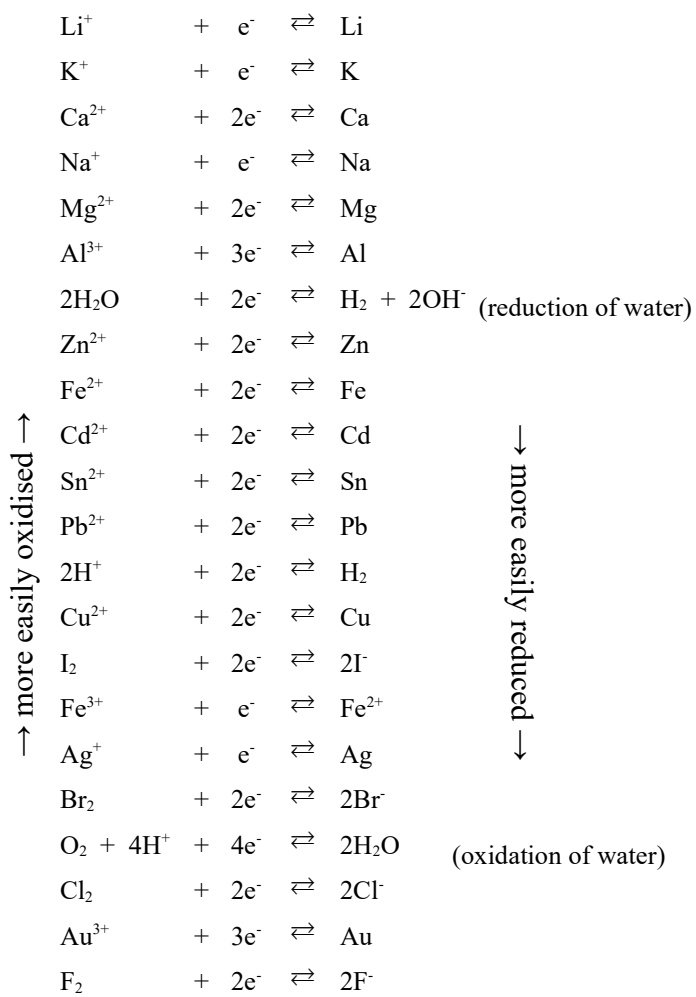 Li⁺ + e⁻ ⇄ Li
K⁺ + e⁻ ⇄ K
Ca²⁺ + 2e⁻ ⇄ Ca
Na⁺ + e⁻ ⇄ Na
Mg²⁺ + 2e⁻ ⇄ Mg
Al³⁺ + 3e⁻ ⇄ Al
2H₂O + 2e⁻ ⇄ H₂ + 2OH⁻ (reduction of water)
Zn²⁺ + 2e⁻ ⇄ Zn
Fe²⁺ + 2e⁻ ⇄ Fe
Cd²⁺ + 2e⁻ ⇄ Cd
Sn²⁺ + 2e⁻ ⇄ Sn
Pb²⁺ + 2e⁻ ⇄ Pb
2H⁺ + 2e⁻ ⇄ H₂
Cu²⁺ + 2e⁻ ⇄ Cu
I₂ + 2e⁻ ⇄ 2I⁻
Fe³⁺ + e⁻ ⇄ Fe²⁺
Ag⁺ + e⁻ ⇄ Ag
Br₂ + 2e⁻ ⇄ 2Br⁻
O₂ + 4H⁺ + 4e⁻ ⇄ 2H₂O (oxidation of water)
Cl₂ + 2e⁻ ⇄ 2Cl⁻
Au³⁺ + 3e⁻ ⇄ Au
F₂ + 2e⁻ ⇄ 2F⁻
→ more easily oxidised →
→ more easily reduced →